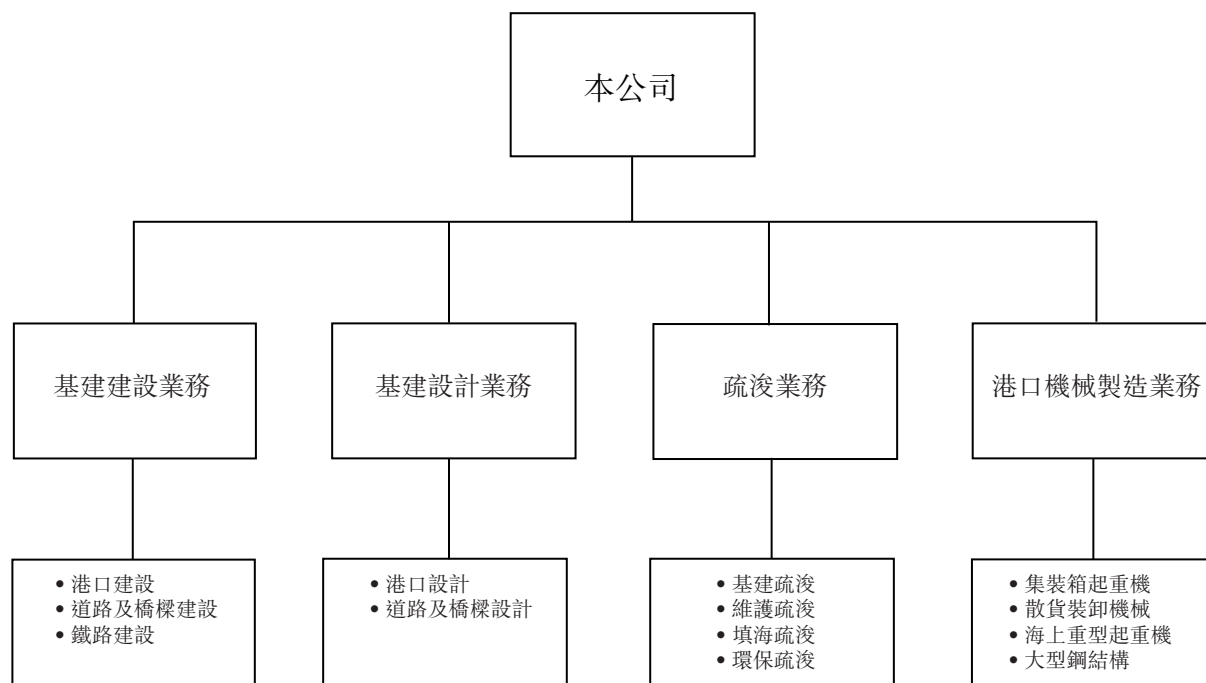 本公司
基建建設業務
基建設計業務
疏浚業務
港口機械製造業務
• 港口建設
• 道路及橋樑建設
• 鐵路建設
• 港口設計
• 道路及橋樑設計
• 基建疏浚
• 維護疏浚
• 填海疏浚
• 環保疏浚
• 集裝箱起重機
• 散貨裝卸機械
• 海上重型起重機
• 大型鋼結構